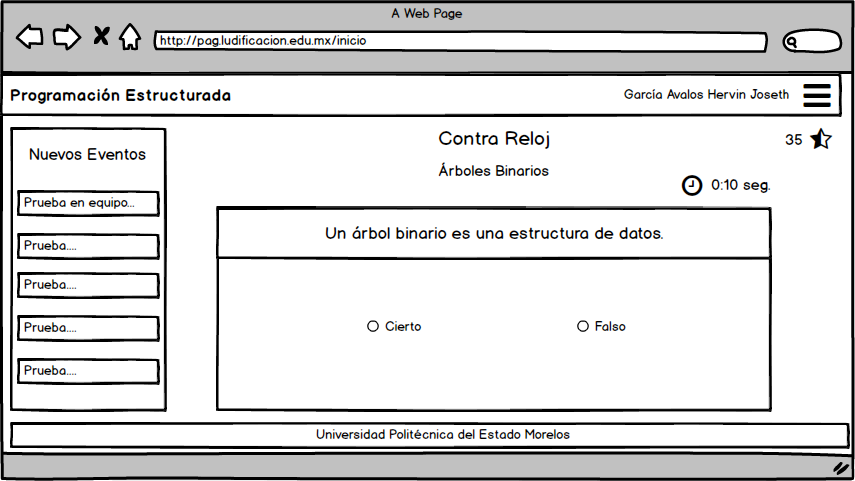 A Web Page
http://pag.ludificacion.edu.mx/inicio
Programación Estructurada
García Avalos Hervin Joseth
Nuevos Eventos
Prueba en equipo...
Prueba....
Prueba....
Prueba....
Prueba....
Contra Reloj
35
Árboles Binarios
0:10 seg.
Un árbol binario es una estructura de datos.
Cierto
Falso
Universidad Politécnica del Estado Morelos